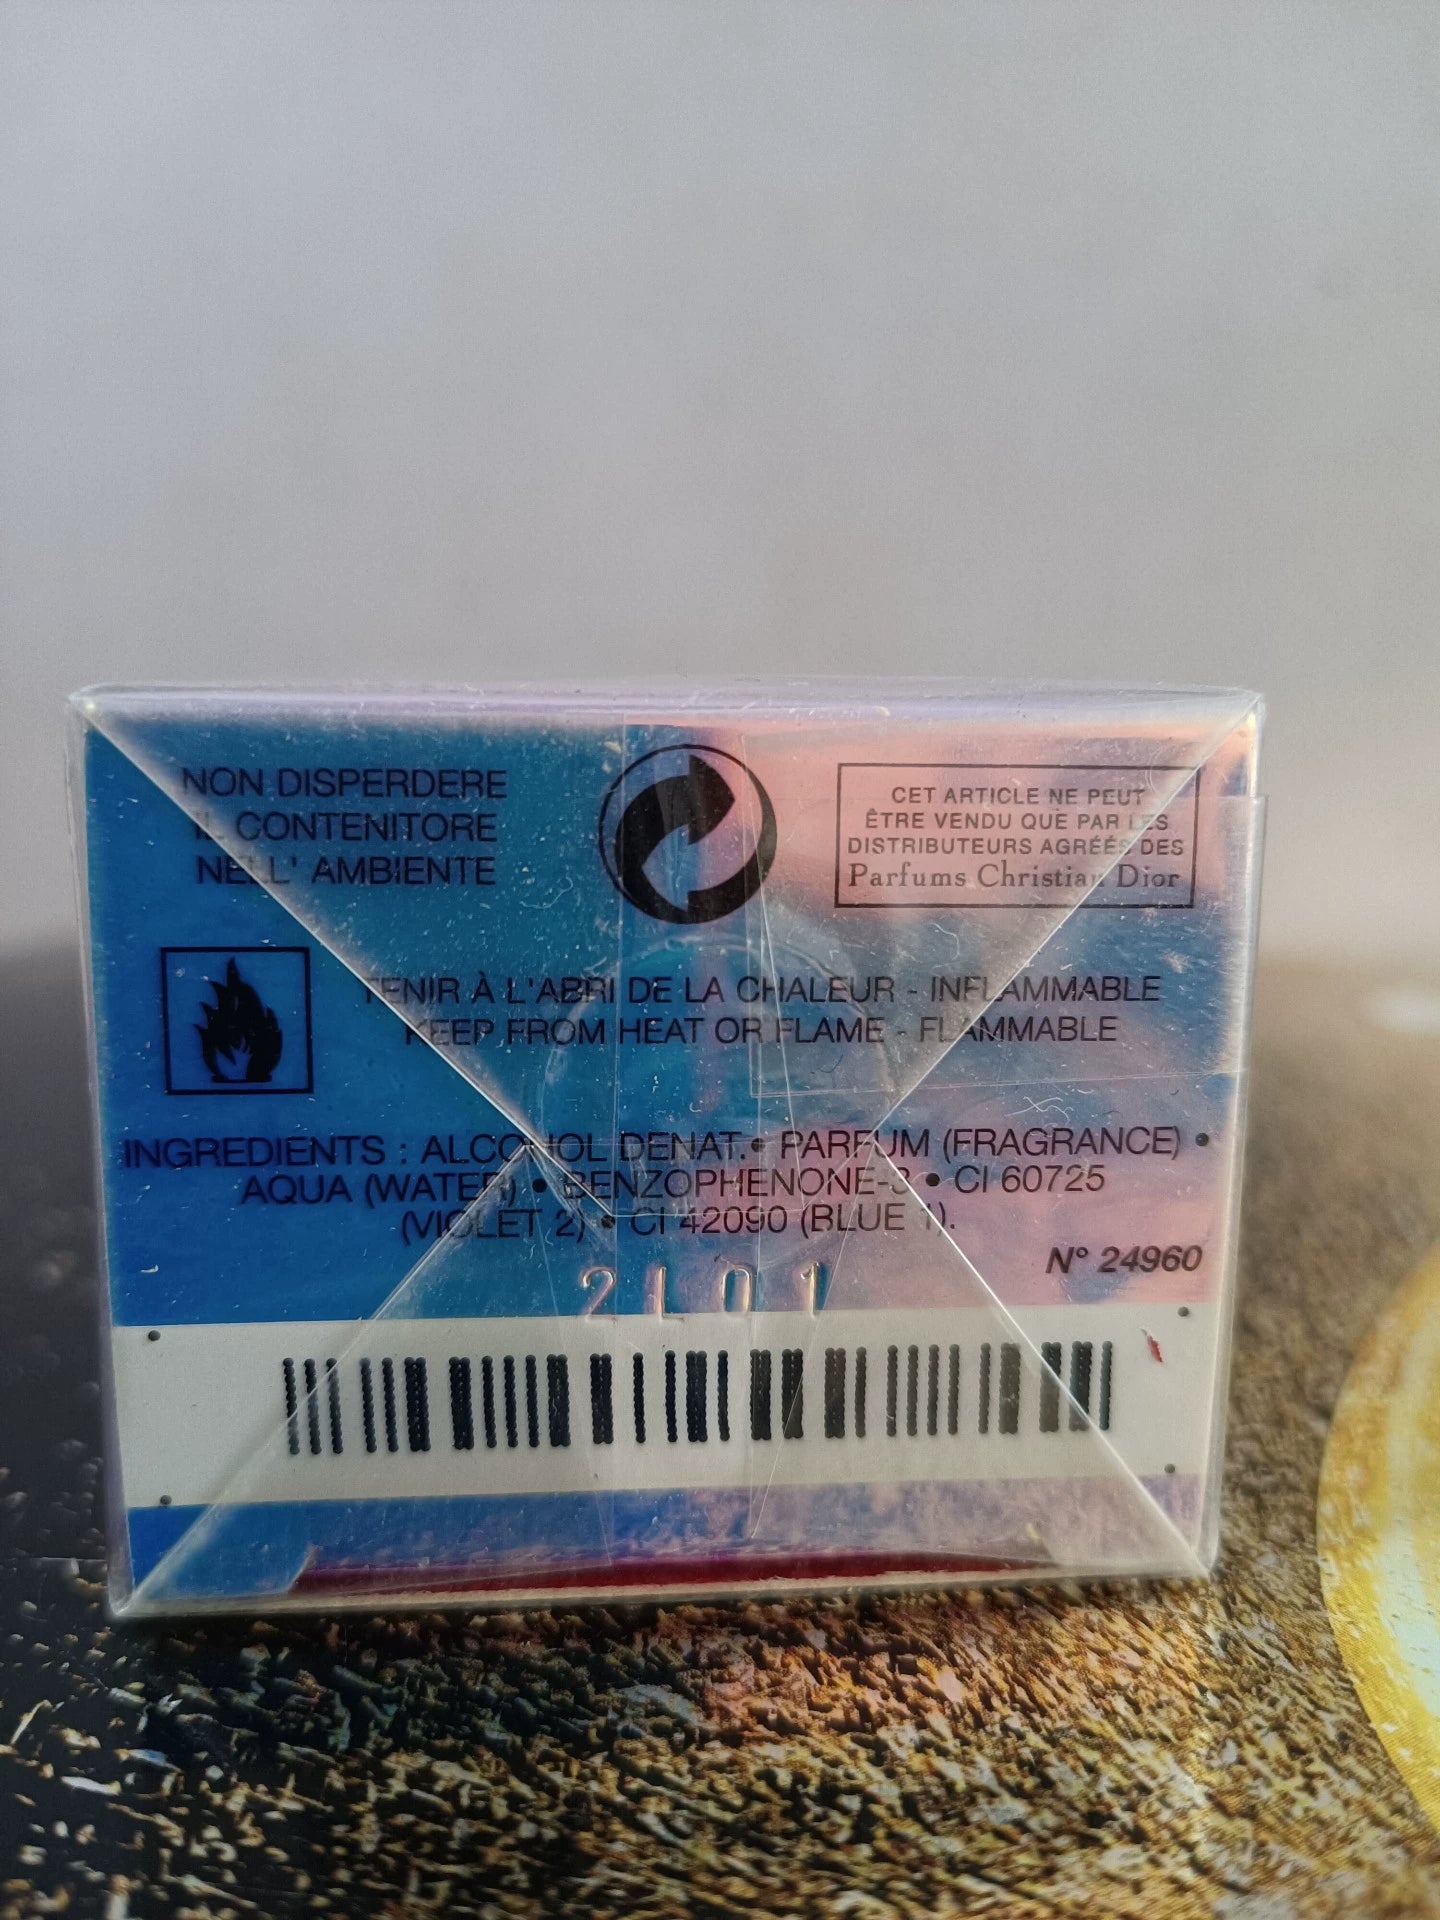 NON DISPERDERE
IL CONTENITORE
NELL' AMBIENTE
CET ARTICLE NE PEUT
ÊTRE VENDU QUE PAR LES
DISTRIBUTEURS AGRÉÉS DES
Parfums Christian Dior
TENIR À L'ABRI DE LA CHALEUR - INFLAMMABLE
KEEP FROM HEAT OR FLAME - FLAMMABLE
INGREDIENTS : ALCOHOL DENAT. • PARFUM (FRAGRANCE) •
AQUA (WATER) • BENZOPHENONE-3 • CI 60725
(VIOLET 2) • CI 42090 (BLUE 1).
N° 24960
2L01